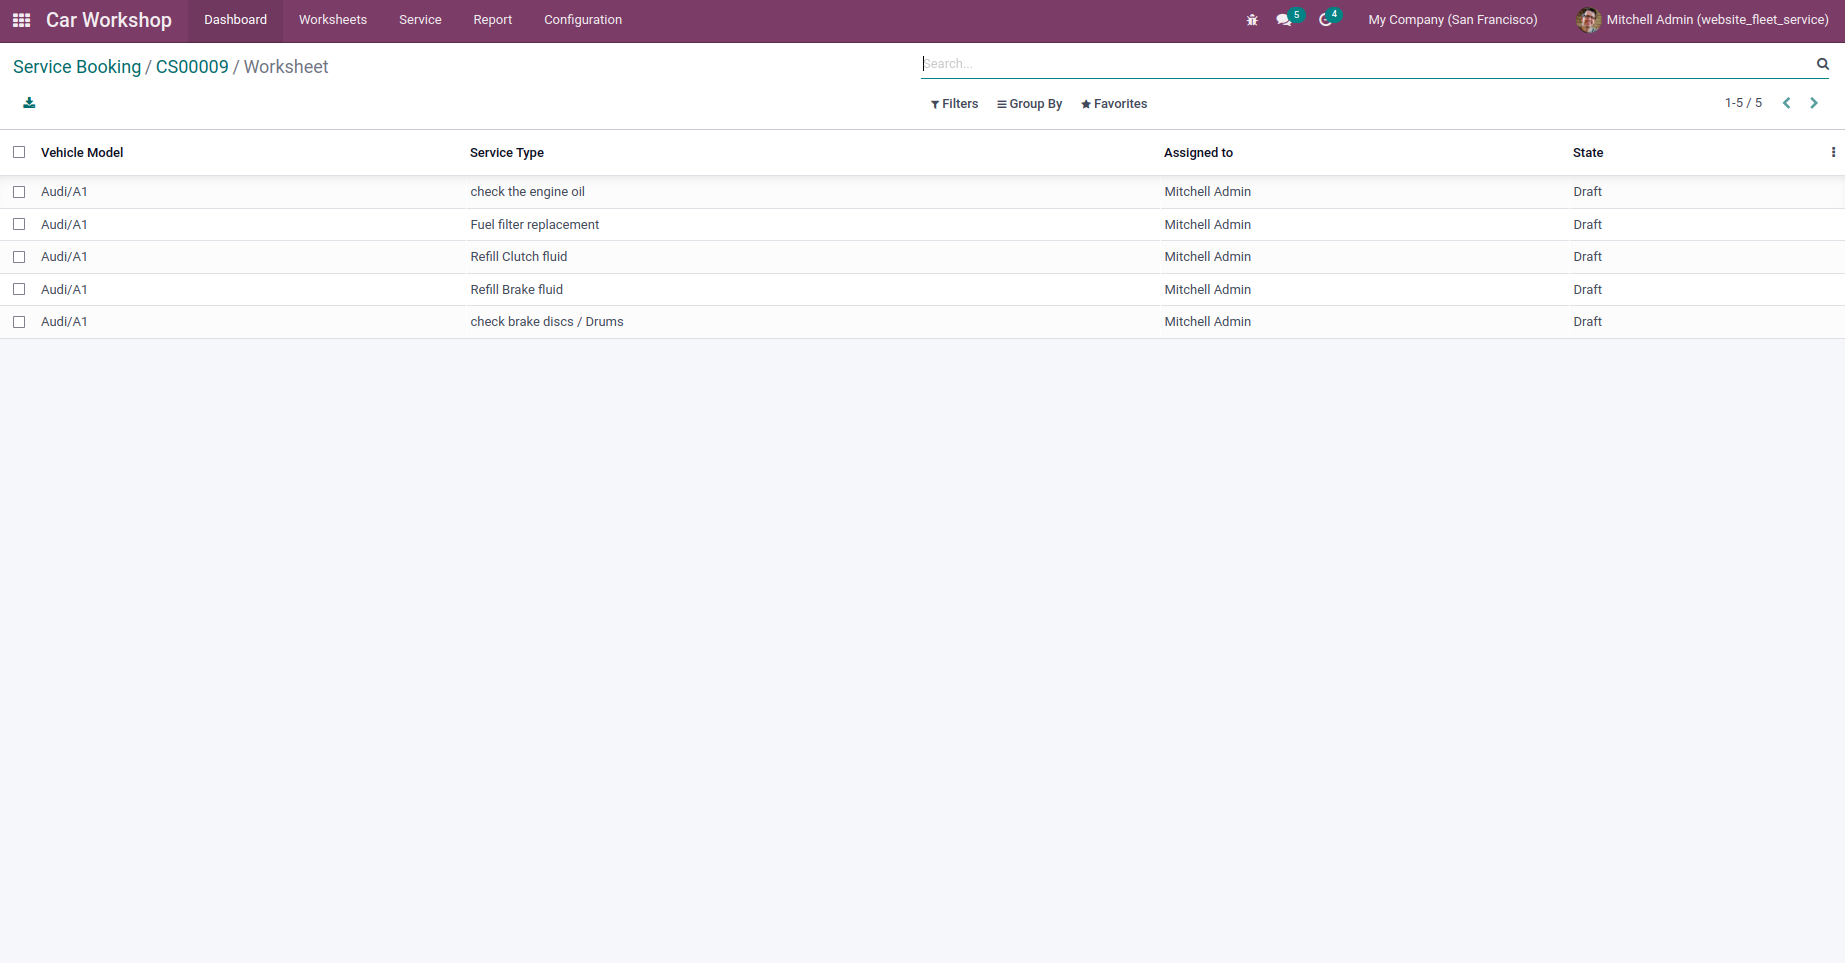 Car Workshop Dashboard Worksheets Service Report Configuration 5 4 My Company (San Francisco) Mitchell Admin (website_fleet_service)
Service Booking / CS00009 / Worksheet Search...
Filters Group By Favorites 1-5 / 5
Vehicle Model Service Type Assigned to State
Audi/A1 check the engine oil Mitchell Admin Draft
Audi/A1 Fuel filter replacement Mitchell Admin Draft
Audi/A1 Refill Clutch fluid Mitchell Admin Draft
Audi/A1 Refill Brake fluid Mitchell Admin Draft
Audi/A1 check brake discs / Drums Mitchell Admin Draft